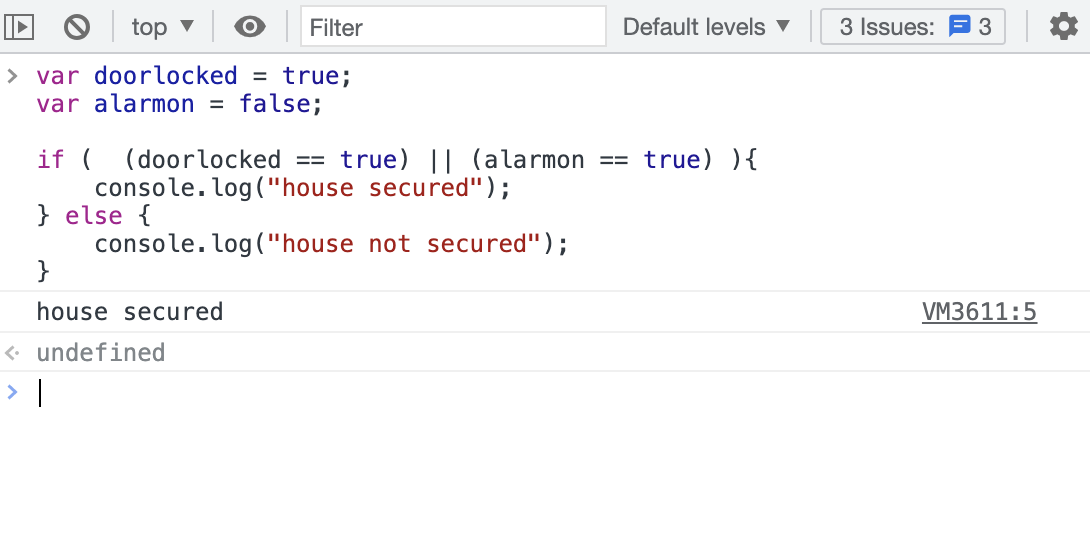 top ▼ Filter Default levels ▼ 3 Issues: 3
> var doorlocked = true;
var alarmon = false;
if (  (doorlocked == true) || (alarmon == true) ){
    console.log("house secured");
} else {
    console.log("house not secured");
}
house secured VM3611:5
undefined
>